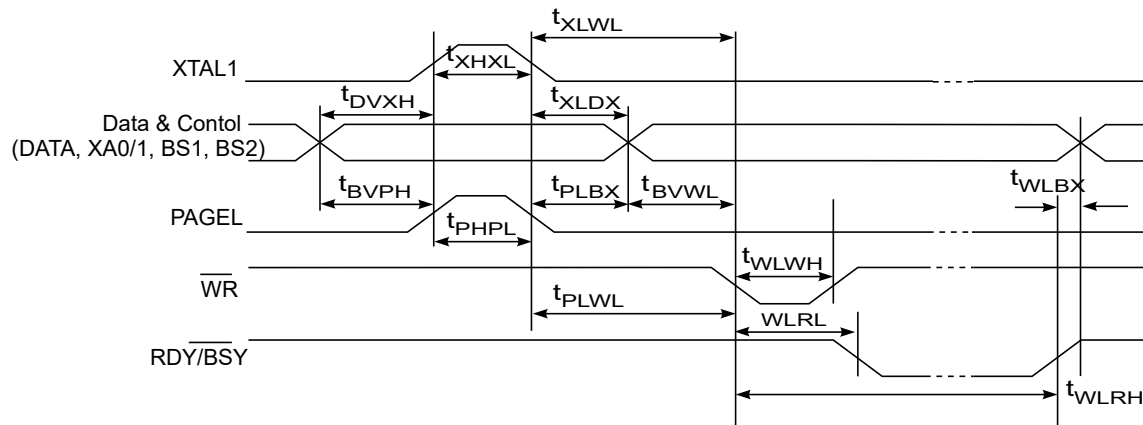 tXLWL
XTAL1
tXHXL
tDVXH
tXLDX
Data & Contol
(DATA, XA0/1, BS1, BS2)
tBVPH
tPLBX
tBVWL
tWLBX
PAGEL
tPHPL
WR
tWLWH
tPLWL
WLRL
RDY/BSY
tWLRH